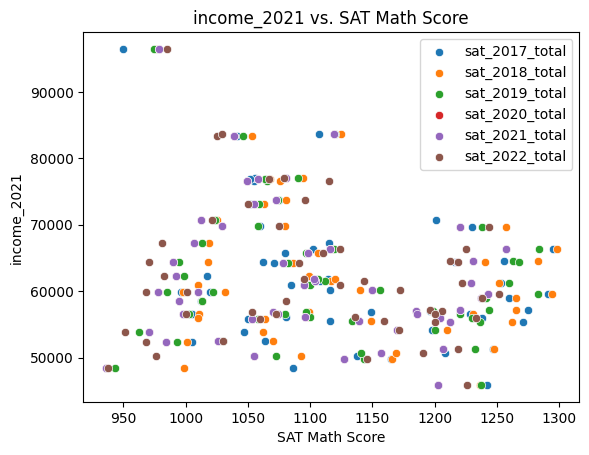 income_2021 vs. SAT Math Score
sat_2017_total
sat_2018_total
sat_2019_total
sat_2020_total
sat_2021_total
sat_2022_total
income_2021
90000
80000
70000
60000
50000
950 1000 1050 1100 1150 1200 1250 1300
SAT Math Score